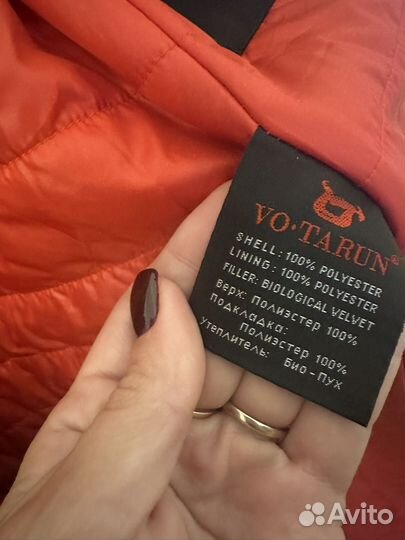 VO•TARUN®
SHELL: 100% POLYESTER
LINING: 100% POLYESTER
FILLER: BIOLOGICAL VELVET
Верх: Полиэстер 100%
подкладка:
Полиэстер 100%
Утеплитель: БИО-ПУХ
Avito